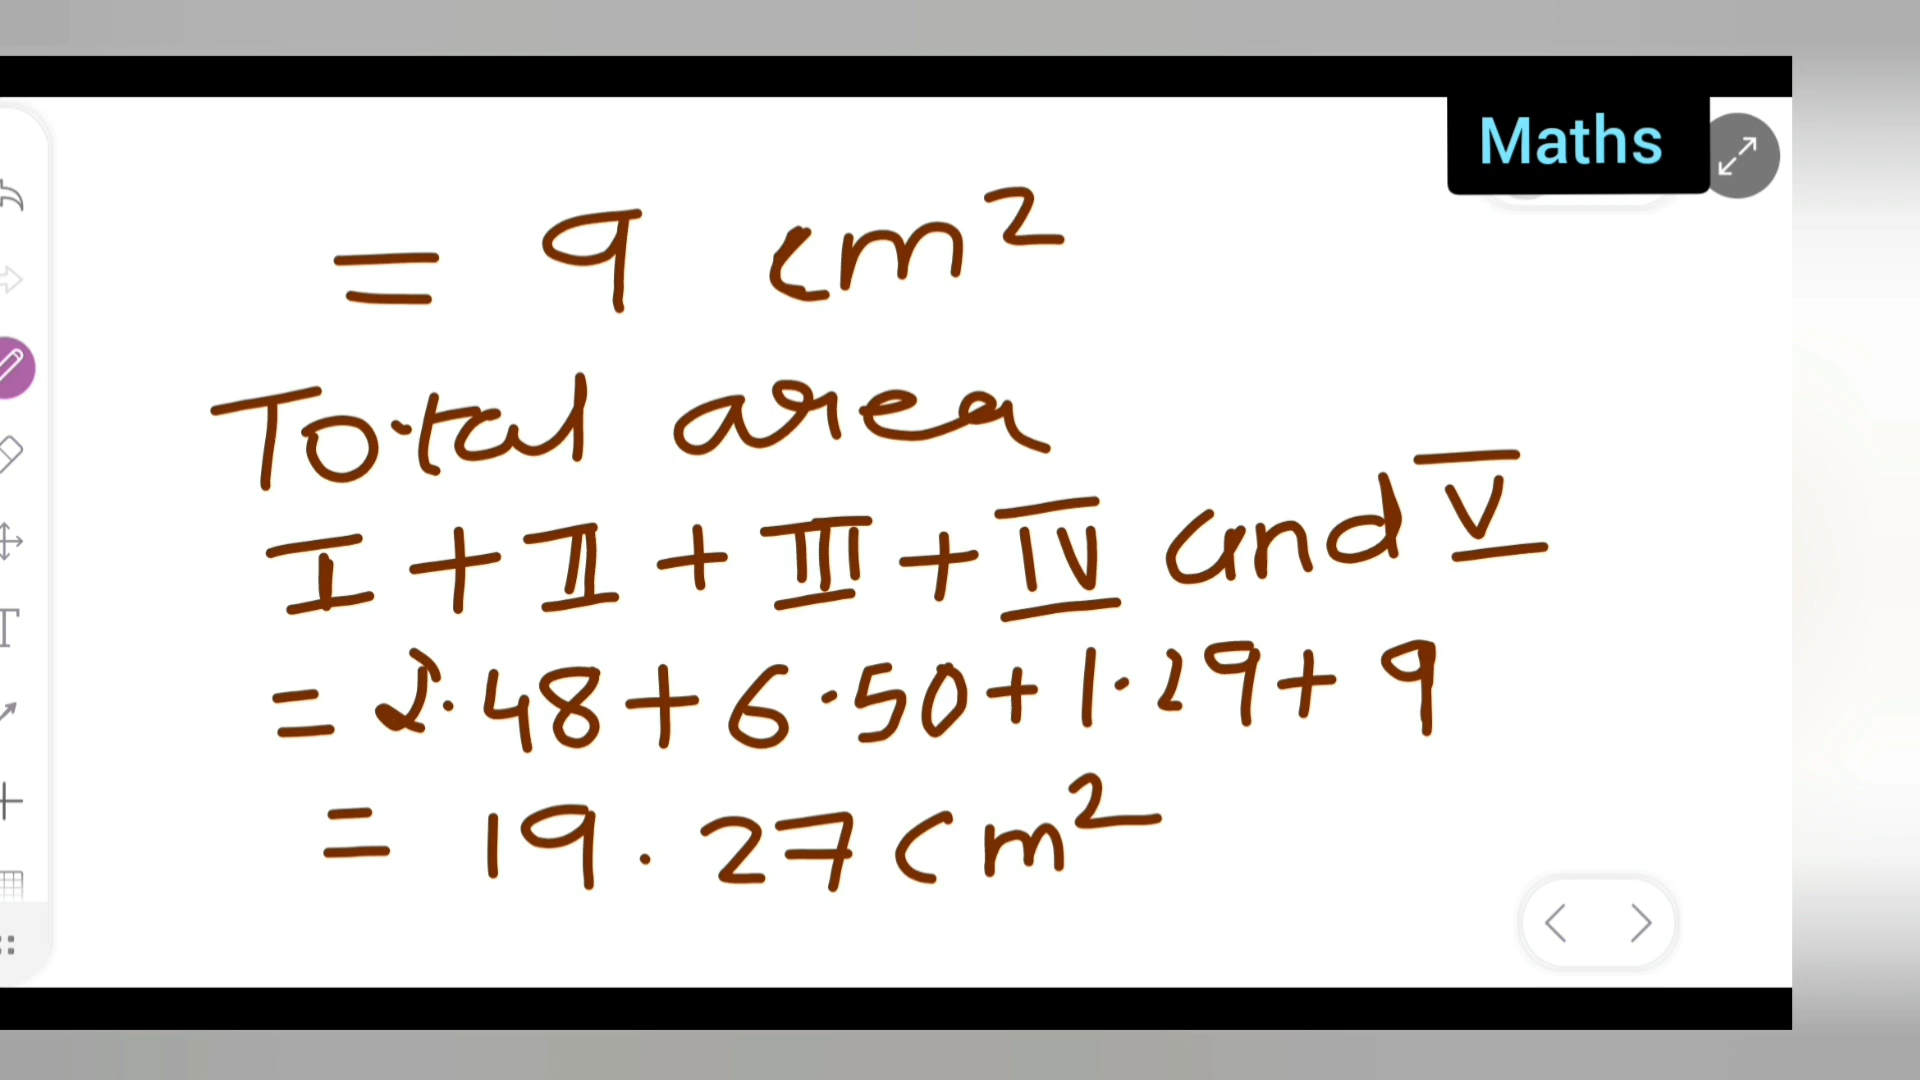 Maths
= 9 cm²
Total area
I + II + III + IV and V
= 2.48 + 6.50 + 1.29 + 9
= 19.27 cm²